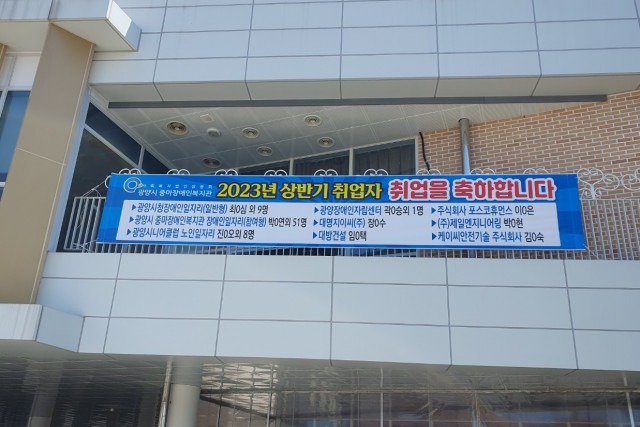 광양시 중마장애인복지관
2023년 상반기 취업자 취업을 축하합니다
▶광양시청장애인일자리(일반형) 최0심 외 9명
▶광양시 중마장애인복지관 장애인일자리(참여형) 박0연외 51명
▶광양시니어클럽 노인일자리 진0오외 8명
▶광양장애인자립센터 곽0승외 1명
▶대명지이씨(주) 장0수
▶대방건설 임0택
▶주식회사 포스코휴먼스 이0은
▶(주)제일엔지니어링 박0현
▶케이씨안전기술 주식회사 김0숙